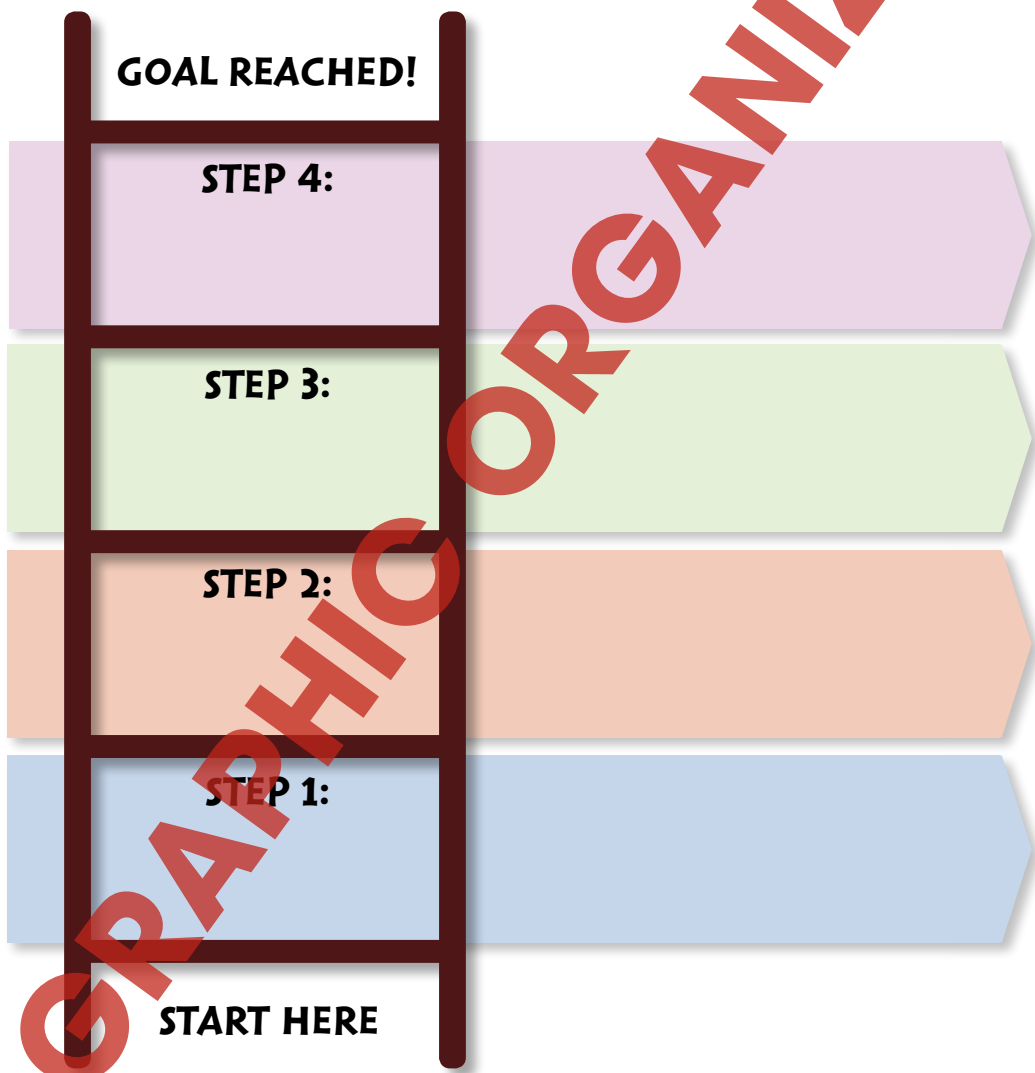 GOAL REACHED!
STEP 4:
STEP 3:
STEP 2:
STEP 1:
START HERE
GRAPHIC ORGANI